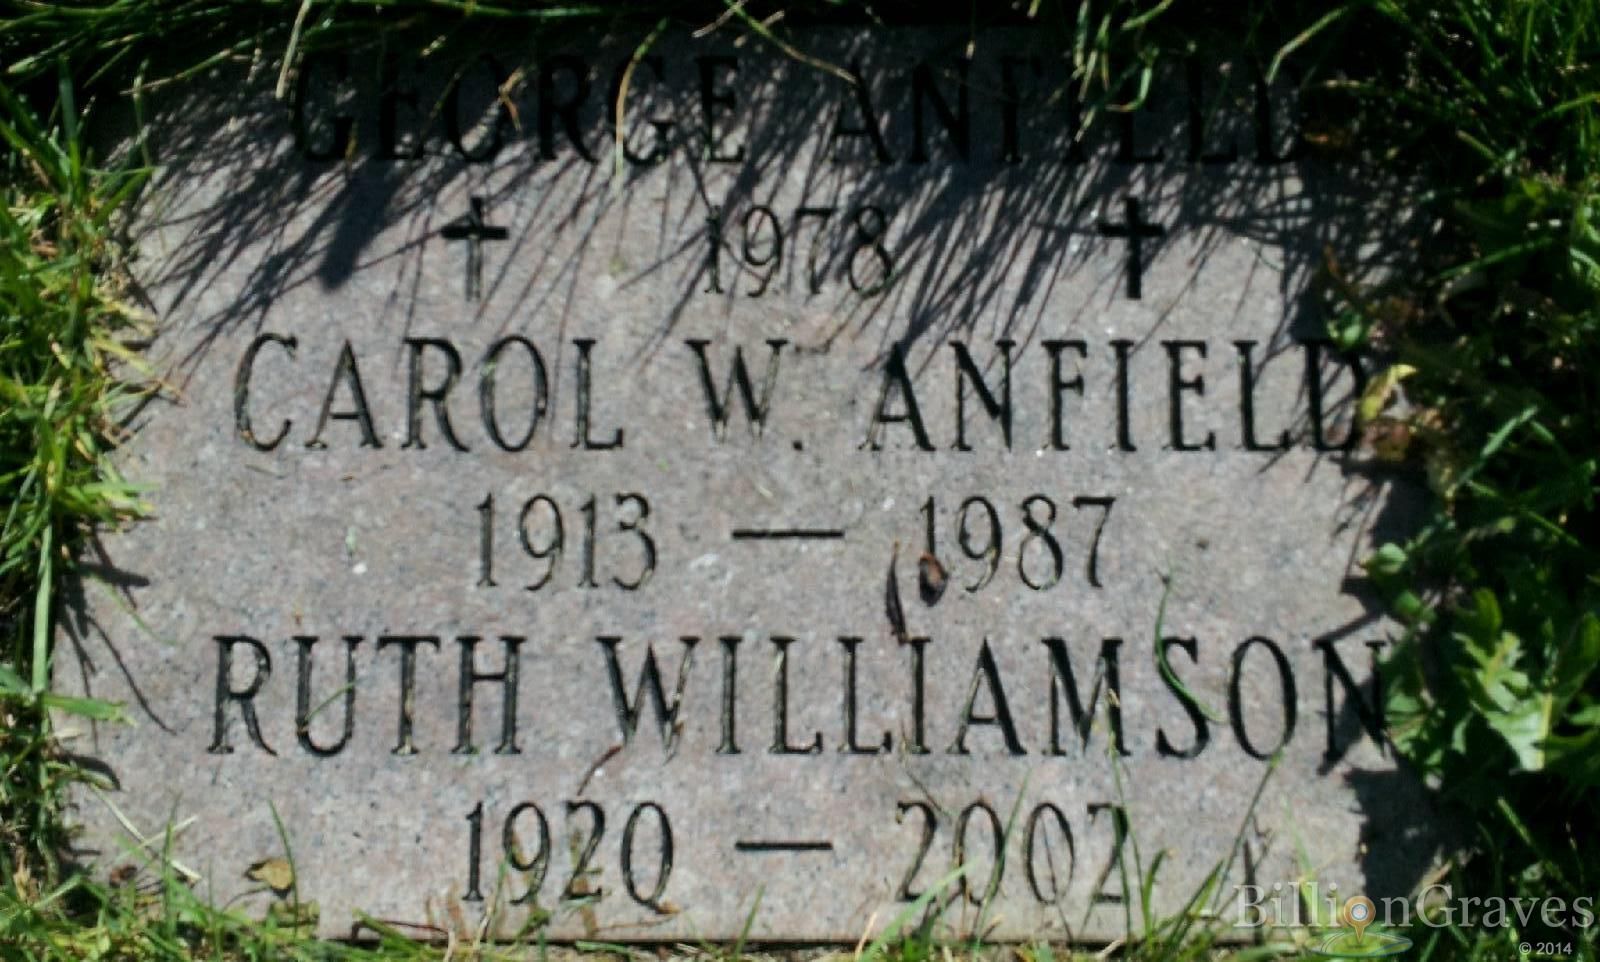 GEORGE ANFIELD
1978
CAROL W. ANFIELD
1913 — 1987
RUTH WILLIAMSON
1920 — 2002
BillionGraves
© 2014